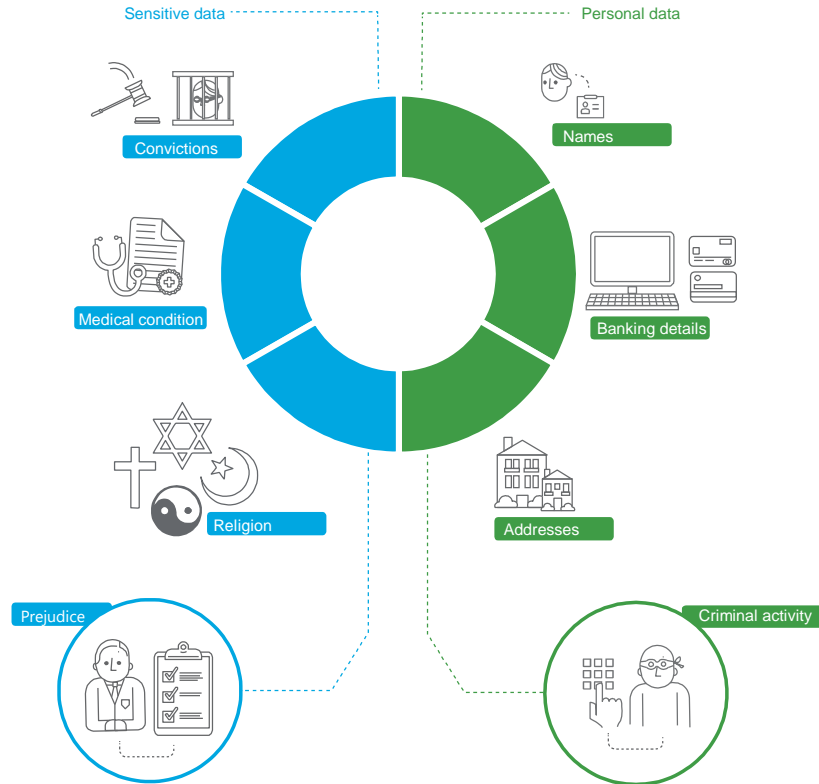 Sensitive data
Personal data
Convictions
Names
Medical condition
Banking details
Religion
Addresses
Prejudice
Criminal activity